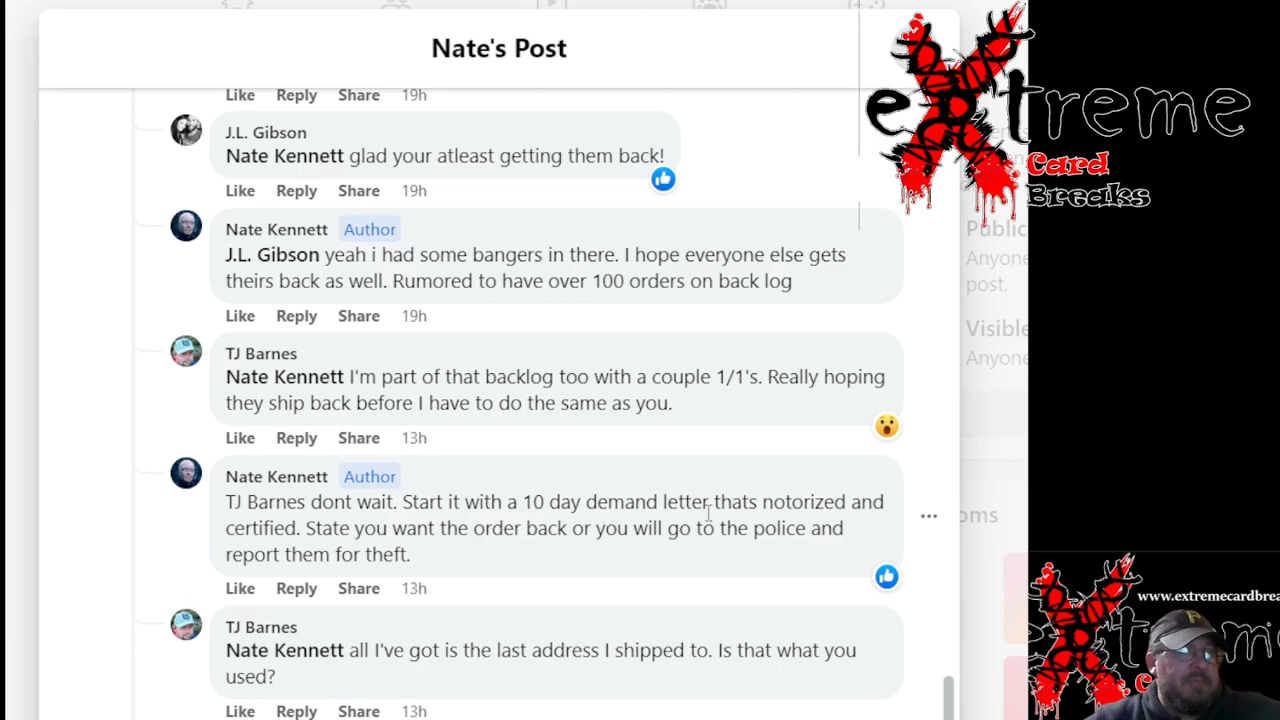 Nate's Post
Like Reply Share 19h
J.L. Gibson
Nate Kennett glad your atleast getting them back!
Like Reply Share 19h
Nate Kennett Author
J.L. Gibson yeah i had some bangers in there. I hope everyone else gets
theirs back as well. Rumored to have over 100 orders on back log
Like Reply Share 19h
TJ Barnes
Nate Kennett I'm part of that backlog too with a couple 1/1's. Really hoping
they ship back before I have to do the same as you.
Like Reply Share 13h
Nate Kennett Author
TJ Barnes dont wait. Start it with a 10 day demand letter thats notorized and
certified. State you want the order back or you will go to the police and
report them for theft.
Like Reply Share 13h
TJ Barnes
Nate Kennett all I've got is the last address I shipped to. Is that what you
used?
Like Reply Share 13h
eXtreme
Card
Breaks
Public
Anyone
post.
Visible
Anyone
oms
www.extremecardbrea